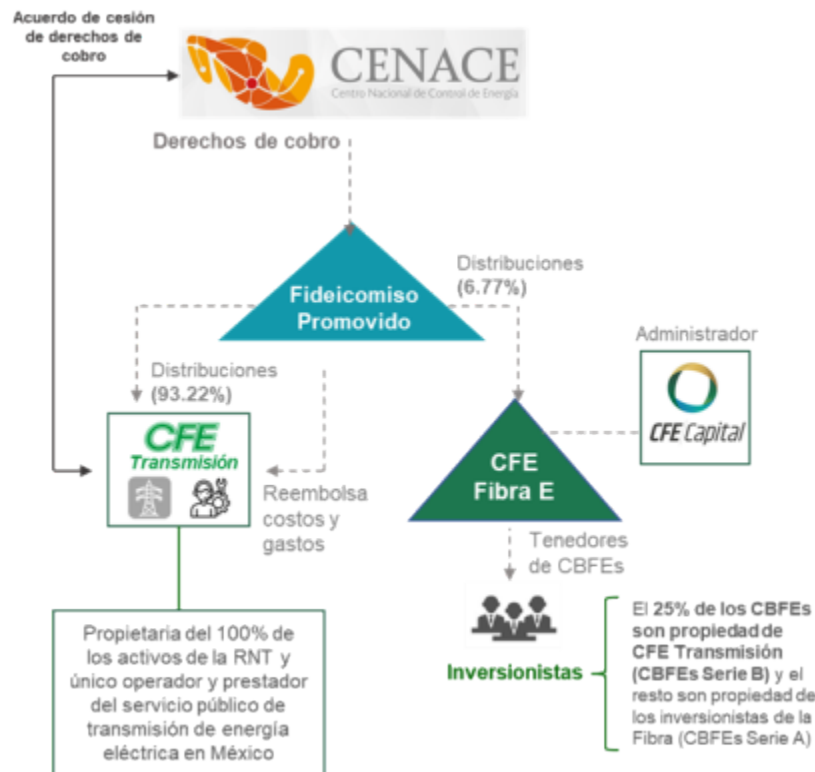 Acuerdo de cesión
de derechos de
cobro
CENACE
Centro Nacional de Control de Energía
Derechos de cobro
Fideicomiso
Promovido
Distribuciones
(6.77%)
Distribuciones
(93.22%)
Administrador
CFE Capital
CFE
Transmisión
Reembolsa
costos y
gastos
CFE
Fibra E
Tenedores
de CBFEs
Inversionistas
Propietaria del 100% de
los activos de la RNT y
único operador y prestador
del servicio público de
transmisión de energía
eléctrica en México
El 25% de los CBFEs
son propiedad de
CFE Transmisión
(CBFEs Serie B) y el
resto son propiedad de
los inversionistas de la
Fibra (CBFEs Serie A)